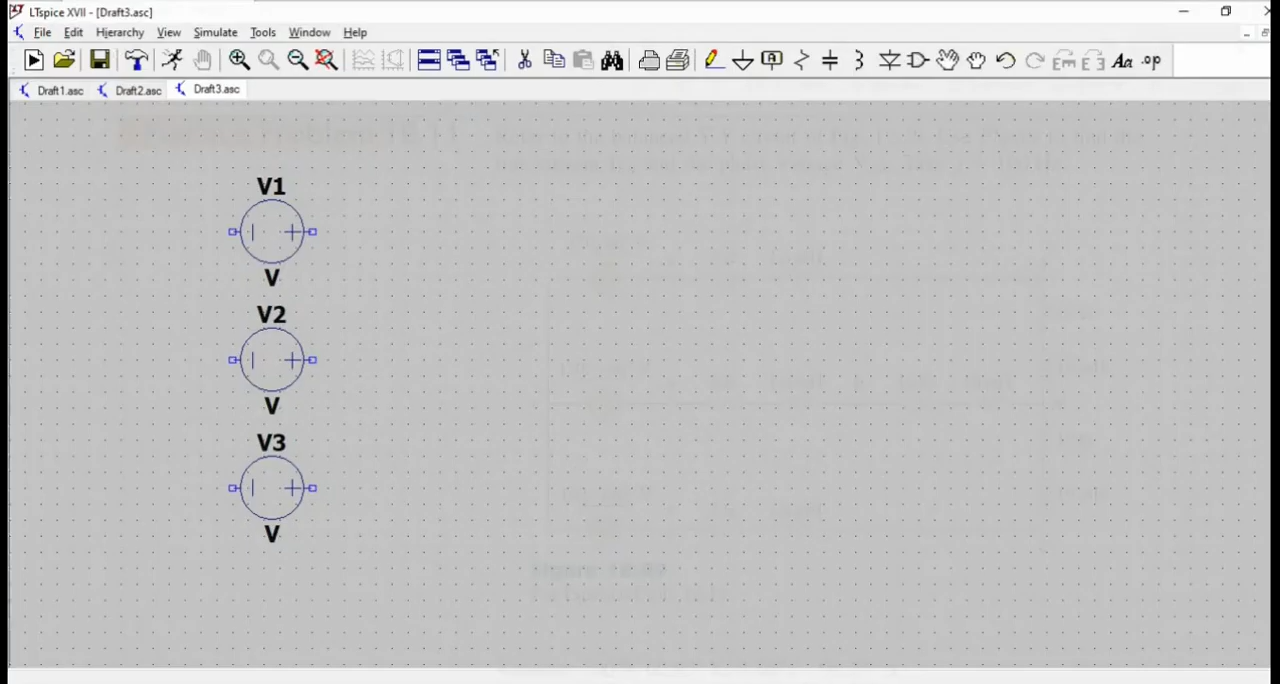 LTspice XVII - [Draft3.asc]
File Edit Hierarchy View Simulate Tools Window Help
Aa .op
Draft1.asc Draft2.asc Draft3.asc
V1
V
V2
V
V3
V